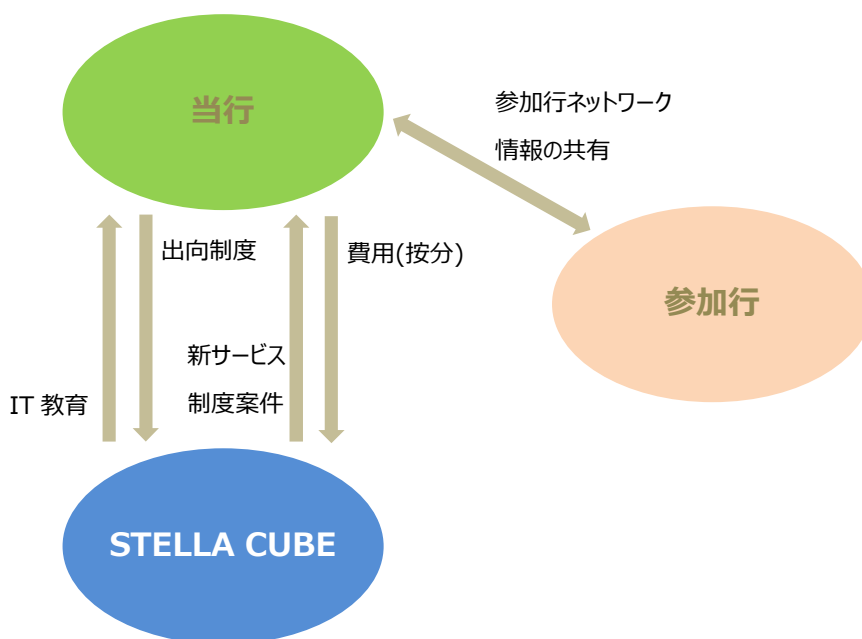 当行
参加行ネットワーク
情報の共有
出向制度
費用(按分)
参加行
新サービス
IT 教育
制度案件
STELLA CUBE